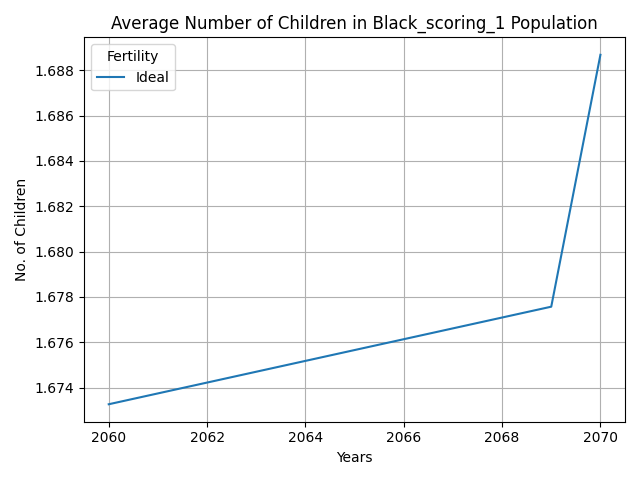 Average Number of Children in Black_scoring_1 Population
Fertility
Ideal
1.688
1.686
1.684
1.682
1.680
1.678
1.676
1.674
No. of Children
2060 2062 2064 2066 2068 2070
Years